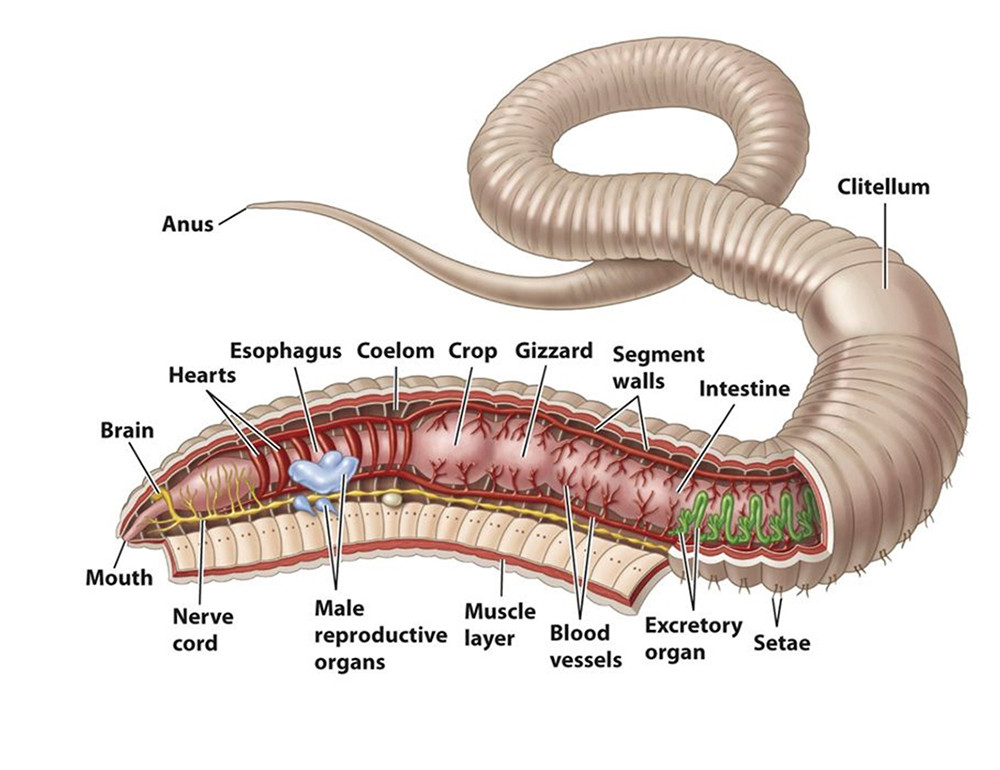 Clitellum
Anus
Esophagus
Coelom
Crop
Gizzard
Segment
walls
Hearts
Intestine
Brain
Mouth
Nerve
cord
Male
reproductive
organs
Muscle
layer
Blood
vessels
Excretory
organ
Setae